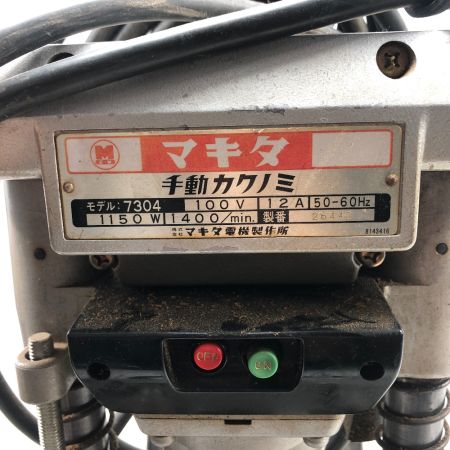 マキタ
手動カクノミ
モデル:7304 100V 12A 50-60Hz
1150W 1400/min. 製番
株式会社 マキタ電機製作所
8143416
OFF ON